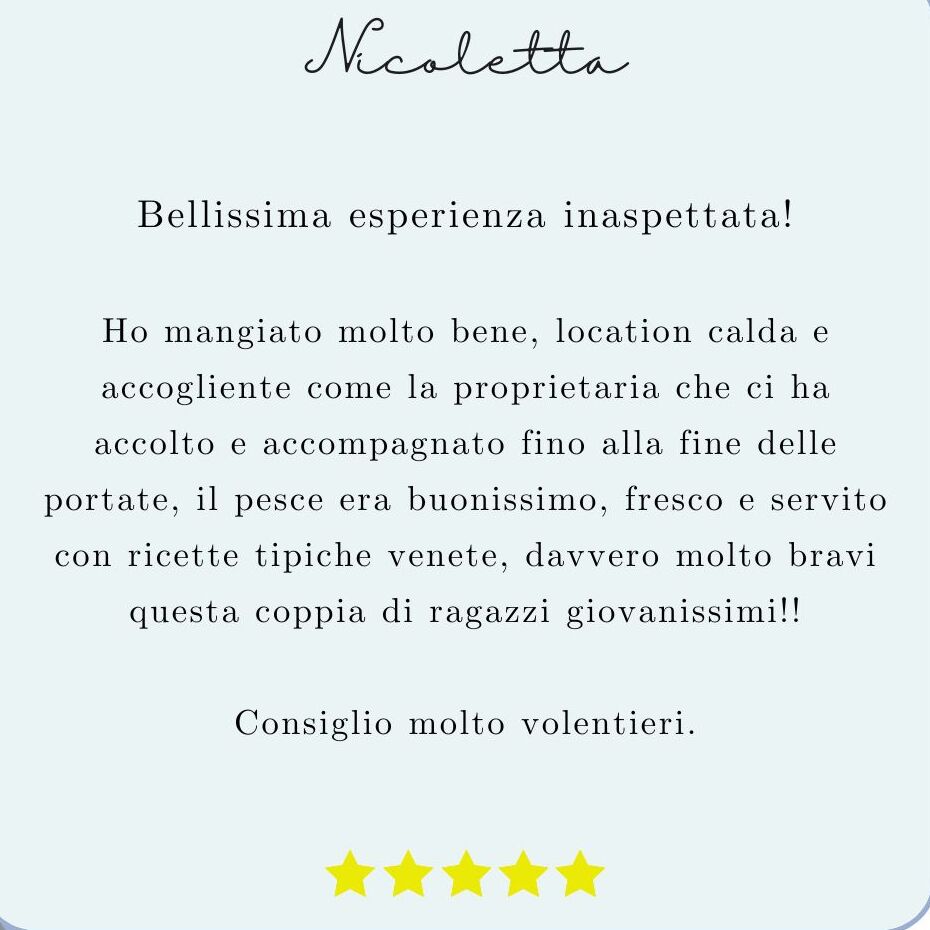 Nicoletta
Bellissima esperienza inaspettata!
Ho mangiato molto bene, location calda e
accogliente come la proprietaria che ci ha
accolto e accompagnato fino alla fine delle
portate, il pesce era buonissimo, fresco e servito
con ricette tipiche venete, davvero molto bravi
questa coppia di ragazzi giovanissimi!!
Consiglio molto volentieri.